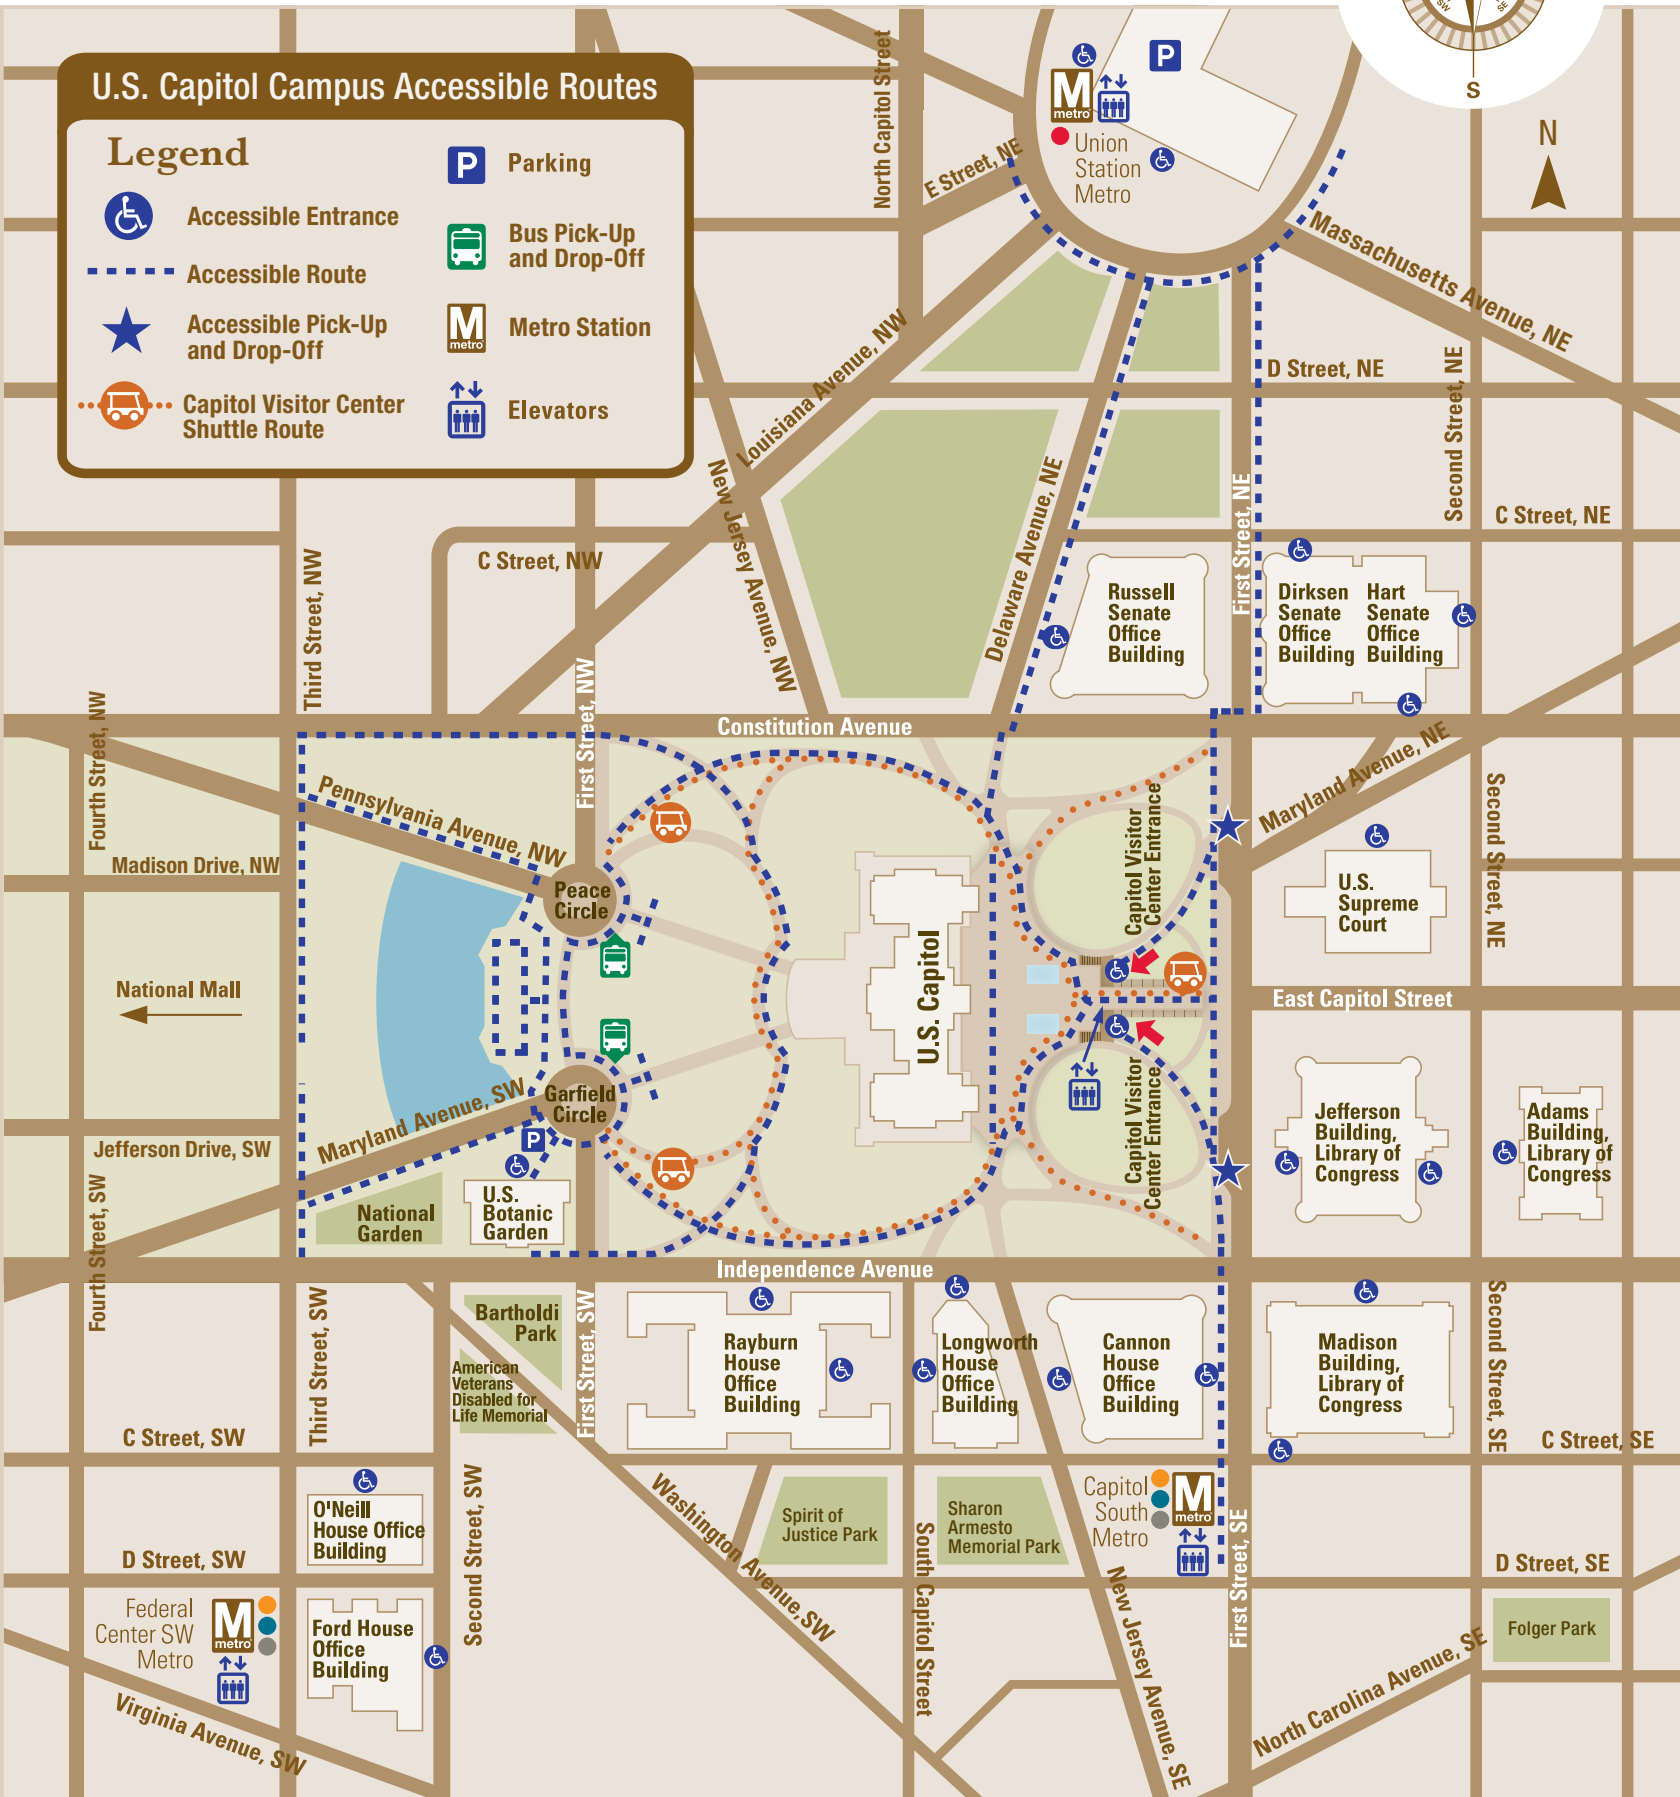 SW
SE
S
N
U.S. Capitol Campus Accessible Routes
Legend
Accessible Entrance
Accessible Route
Accessible Pick-Up
and Drop-Off
Capitol Visitor Center
Shuttle Route
P
Parking
Bus Pick-Up
and Drop-Off
M
metro
Metro Station
Elevators
North Capitol Street
E Street, NE
P
M
metro
Union
Station
Metro
Massachusetts Avenue, NE
Louisiana Avenue, NW
D Street, NE
Second Street, NE
C Street, NE
C Street, NW
New Jersey Avenue, NW
Delaware Avenue, NE
First Street, NE
Third Street, NW
First Street, NW
Fourth Street, NW
Russell
Senate
Office
Building
Dirksen
Senate
Office
Building
Hart
Senate
Office
Building
Constitution Avenue
Pennsylvania Avenue, NW
Madison Drive, NW
Maryland Avenue, NE
Second Street, NE
Peace
Circle
Capitol Visitor
Center Entrance
U.S.
Supreme
Court
U.S. Capitol
National Mall
East Capitol Street
Garfield
Circle
Maryland Avenue, SW
Jefferson Drive, SW
P
Capitol Visitor
Center Entrance
Jefferson
Building,
Library of
Congress
Adams
Building,
Library of
Congress
National
Garden
U.S.
Botanic
Garden
Fourth Street, SW
Independence Avenue
Third Street, SW
First Street, SW
Bartholdi
Park
American
Veterans
Disabled for
Life Memorial
Rayburn
House
Office
Building
Longworth
House
Office
Building
Cannon
House
Office
Building
Madison
Building,
Library of
Congress
Second Street, SE
C Street, SW
C Street, SE
O'Neill
House Office
Building
Second Street, SW
Washington Avenue, SW
Spirit of
Justice Park
South Capitol Street
Sharon
Armesto
Memorial Park
Capitol
South
Metro
M
metro
First Street, SE
D Street, SW
D Street, SE
Federal
Center SW
Metro
M
metro
Ford House
Office
Building
New Jersey Avenue, SE
Folger Park
North Carolina Avenue, SE
Virginia Avenue, SW